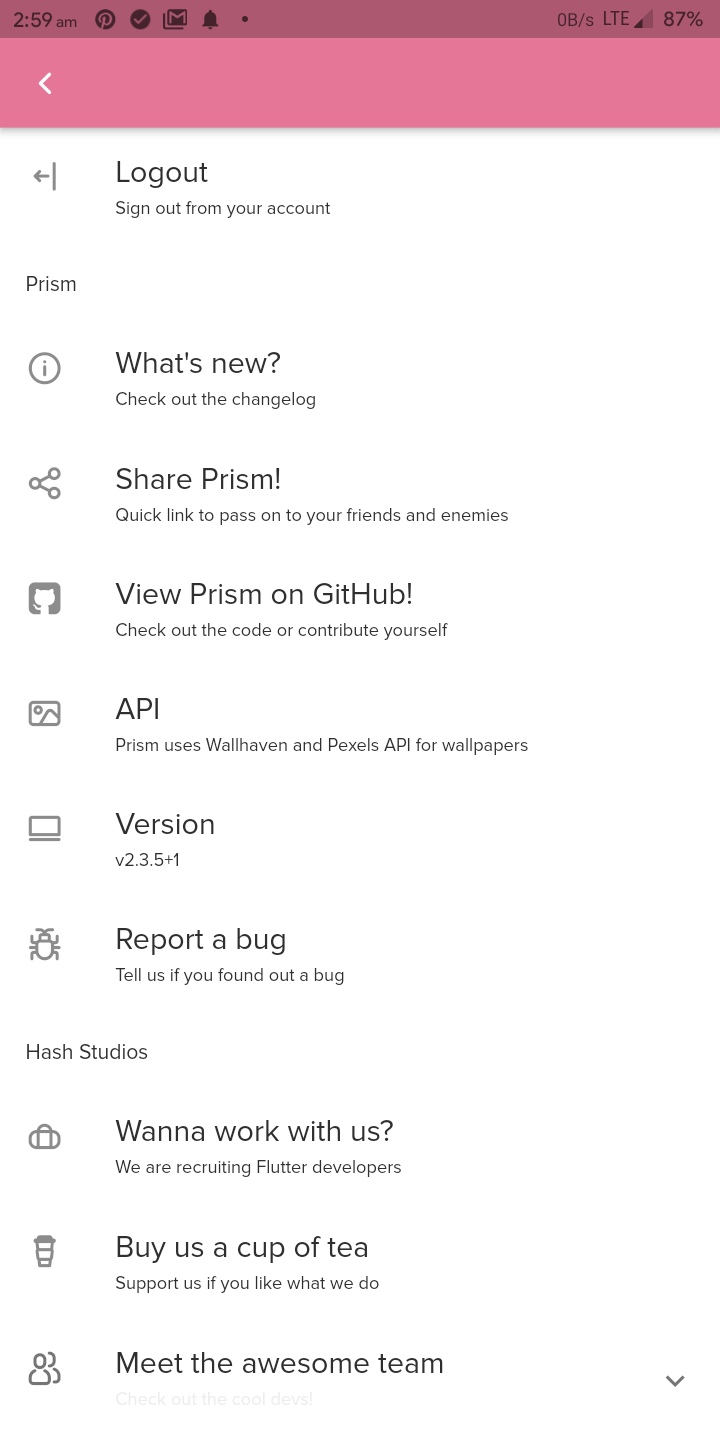 2:59 am 0B/s LTE 87%
Logout
Sign out from your account
Prism
What's new?
Check out the changelog
Share Prism!
Quick link to pass on to your friends and enemies
View Prism on GitHub!
Check out the code or contribute yourself
API
Prism uses Wallhaven and Pexels API for wallpapers
Version
v2.3.5+1
Report a bug
Tell us if you found out a bug
Hash Studios
Wanna work with us?
We are recruiting Flutter developers
Buy us a cup of tea
Support us if you like what we do
Meet the awesome team
Check out the cool devs!